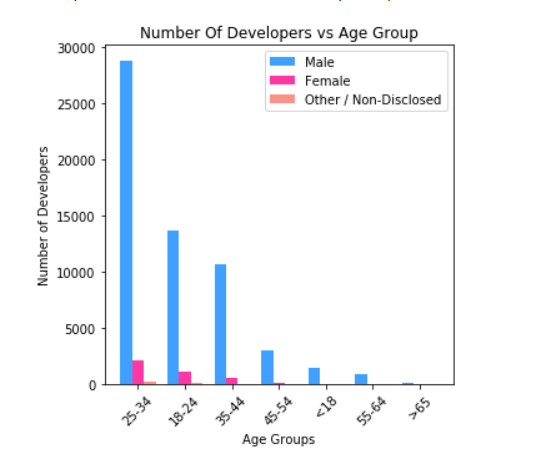 Number Of Developers vs Age Group
Male
Female
Other / Non-Disclosed
30000
25000
20000
15000
10000
5000
0
Number of Developers
25-34
18-24
35-44
45-54
<18
55-64
>65
Age Groups